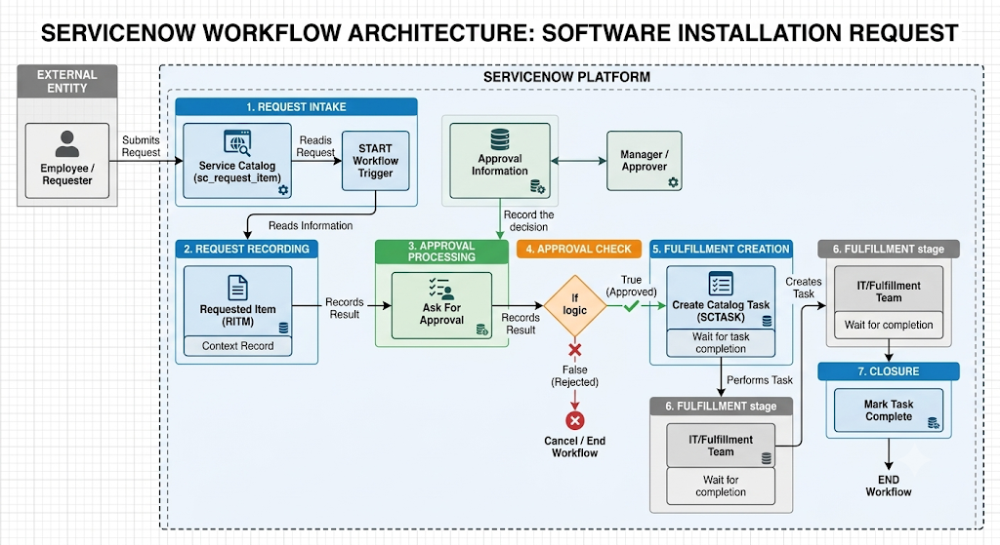 SERVICENOW WORKFLOW ARCHITECTURE: SOFTWARE INSTALLATION REQUEST
EXTERNAL
ENTITY
Employee /
Requester
Submits
Request
SERVICENOW PLATFORM
1. REQUEST INTAKE
Service Catalog
(sc_request_item)
Readis
Request
START
Workflow
Trigger
Approval
Information
Manager /
Approver
Reads Information
Record the
decision
2. REQUEST RECORDING
Requested Item
(RITM)
Context Record
Records
Result
3. APPROVAL
PROCESSING
Ask For
Approval
Records
Result
4. APPROVAL CHECK
If
logic
True
(Approved)
False
(Rejected)
Cancel / End
Workflow
5. FULFILLMENT CREATION
Create Catalog Task
(SCTASK)
Wait for task
completion
Performs Task
6. FULFILLMENT stage
IT/Fulfillment
Team
Wait for
completion
Creates
Task
6. FULFILLMENT stage
IT/Fulfillment
Team
Wait for completion
7. CLOSURE
Mark Task
Complete
END
Workflow